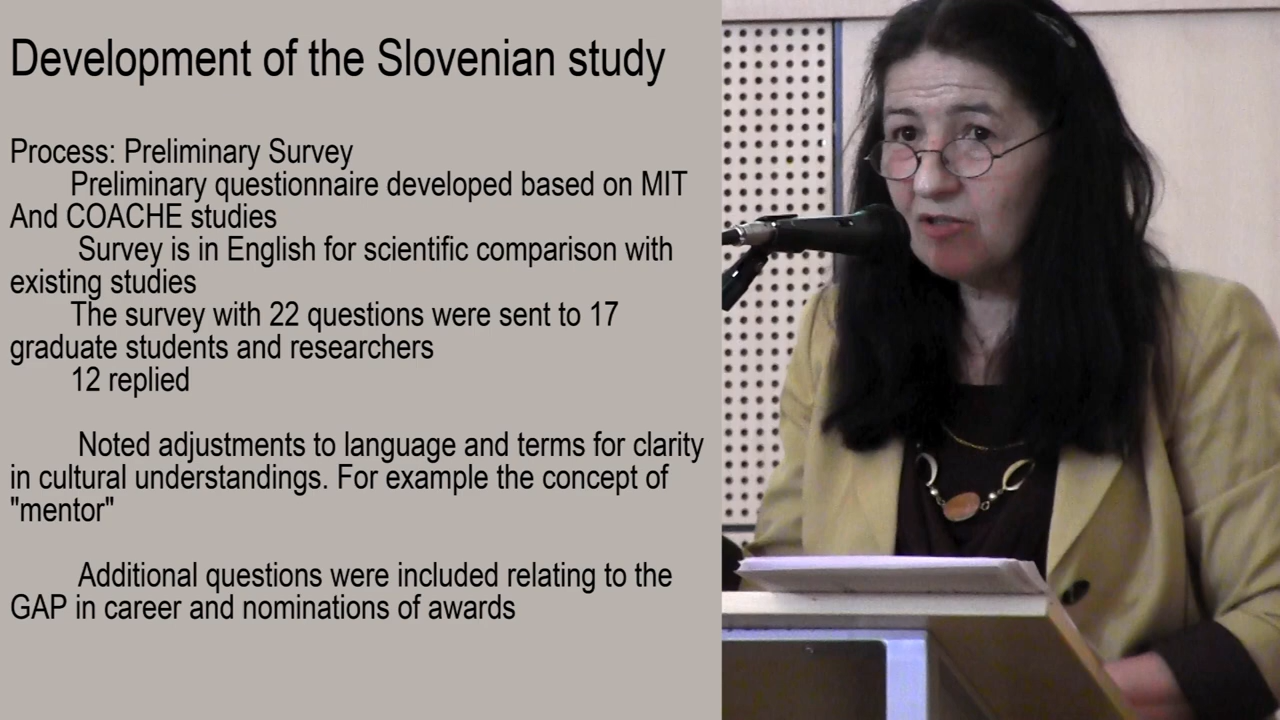 Development of the Slovenian study
Process: Preliminary Survey
Preliminary questionnaire developed based on MIT
And COACHE studies
Survey is in English for scientific comparison with
existing studies
The survey with 22 questions were sent to 17
graduate students and researchers
12 replied
Noted adjustments to language and terms for clarity
in cultural understandings. For example the concept of
"mentor"
Additional questions were included relating to the
GAP in career and nominations of awards